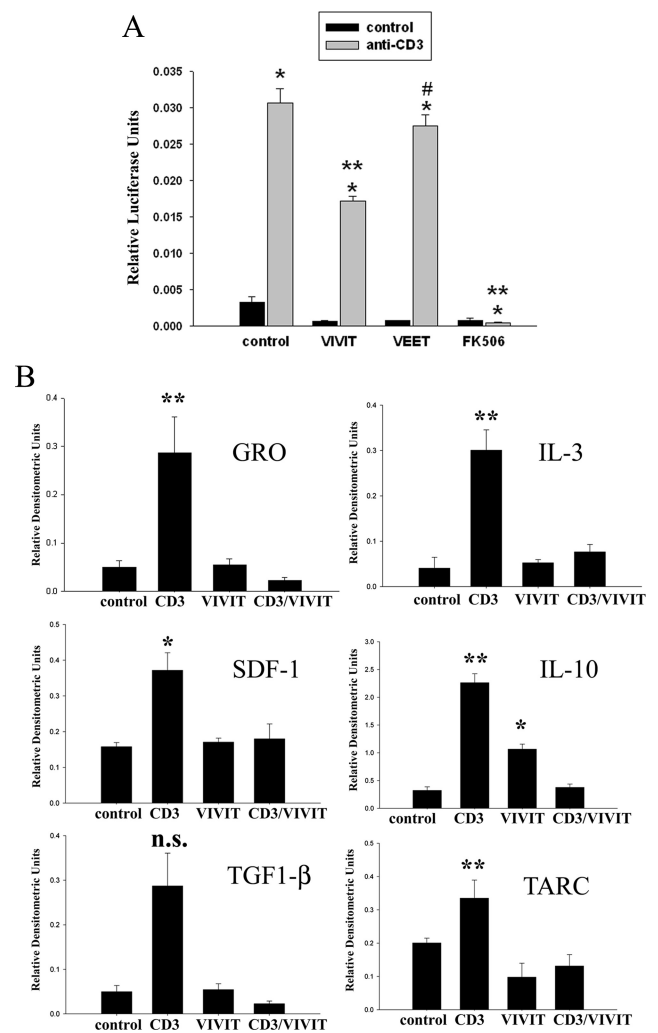 A
control
anti-CD3
Relative Luciferase Units
0.035
0.030
0.025
0.020
0.015
0.010
0.005
0.000
*
**
*
#
*
**
*
control VIVIT VEET FK506
B
Relative Densitometric Units
0.4
0.3
0.2
0.1
0.0
**
GRO
control CD3 VIVIT CD3/VIVIT
Relative Densitometric Units
0.4
0.3
0.2
0.1
0.0
**
IL-3
control CD3 VIVIT CD3/VIVIT
Relative Densitometric Units
0.5
0.4
0.3
0.2
0.1
0.0
*
SDF-1
control CD3 VIVIT CD3/VIVIT
Relative Densitometric Units
2.5
2.0
1.0
0.5
0.0
**
*
IL-10
control CD3 VIVIT CD3/VIVIT
Relative Densitometric Units
0.4
0.3
0.2
0.1
0.0
n.s.
TGF1-β
control CD3 VIVIT CD3/VIVIT
Relative Densitometric Units
0.5
0.4
0.3
0.2
0.1
0.0
**
TARC
control CD3 VIVIT CD3/VIVIT